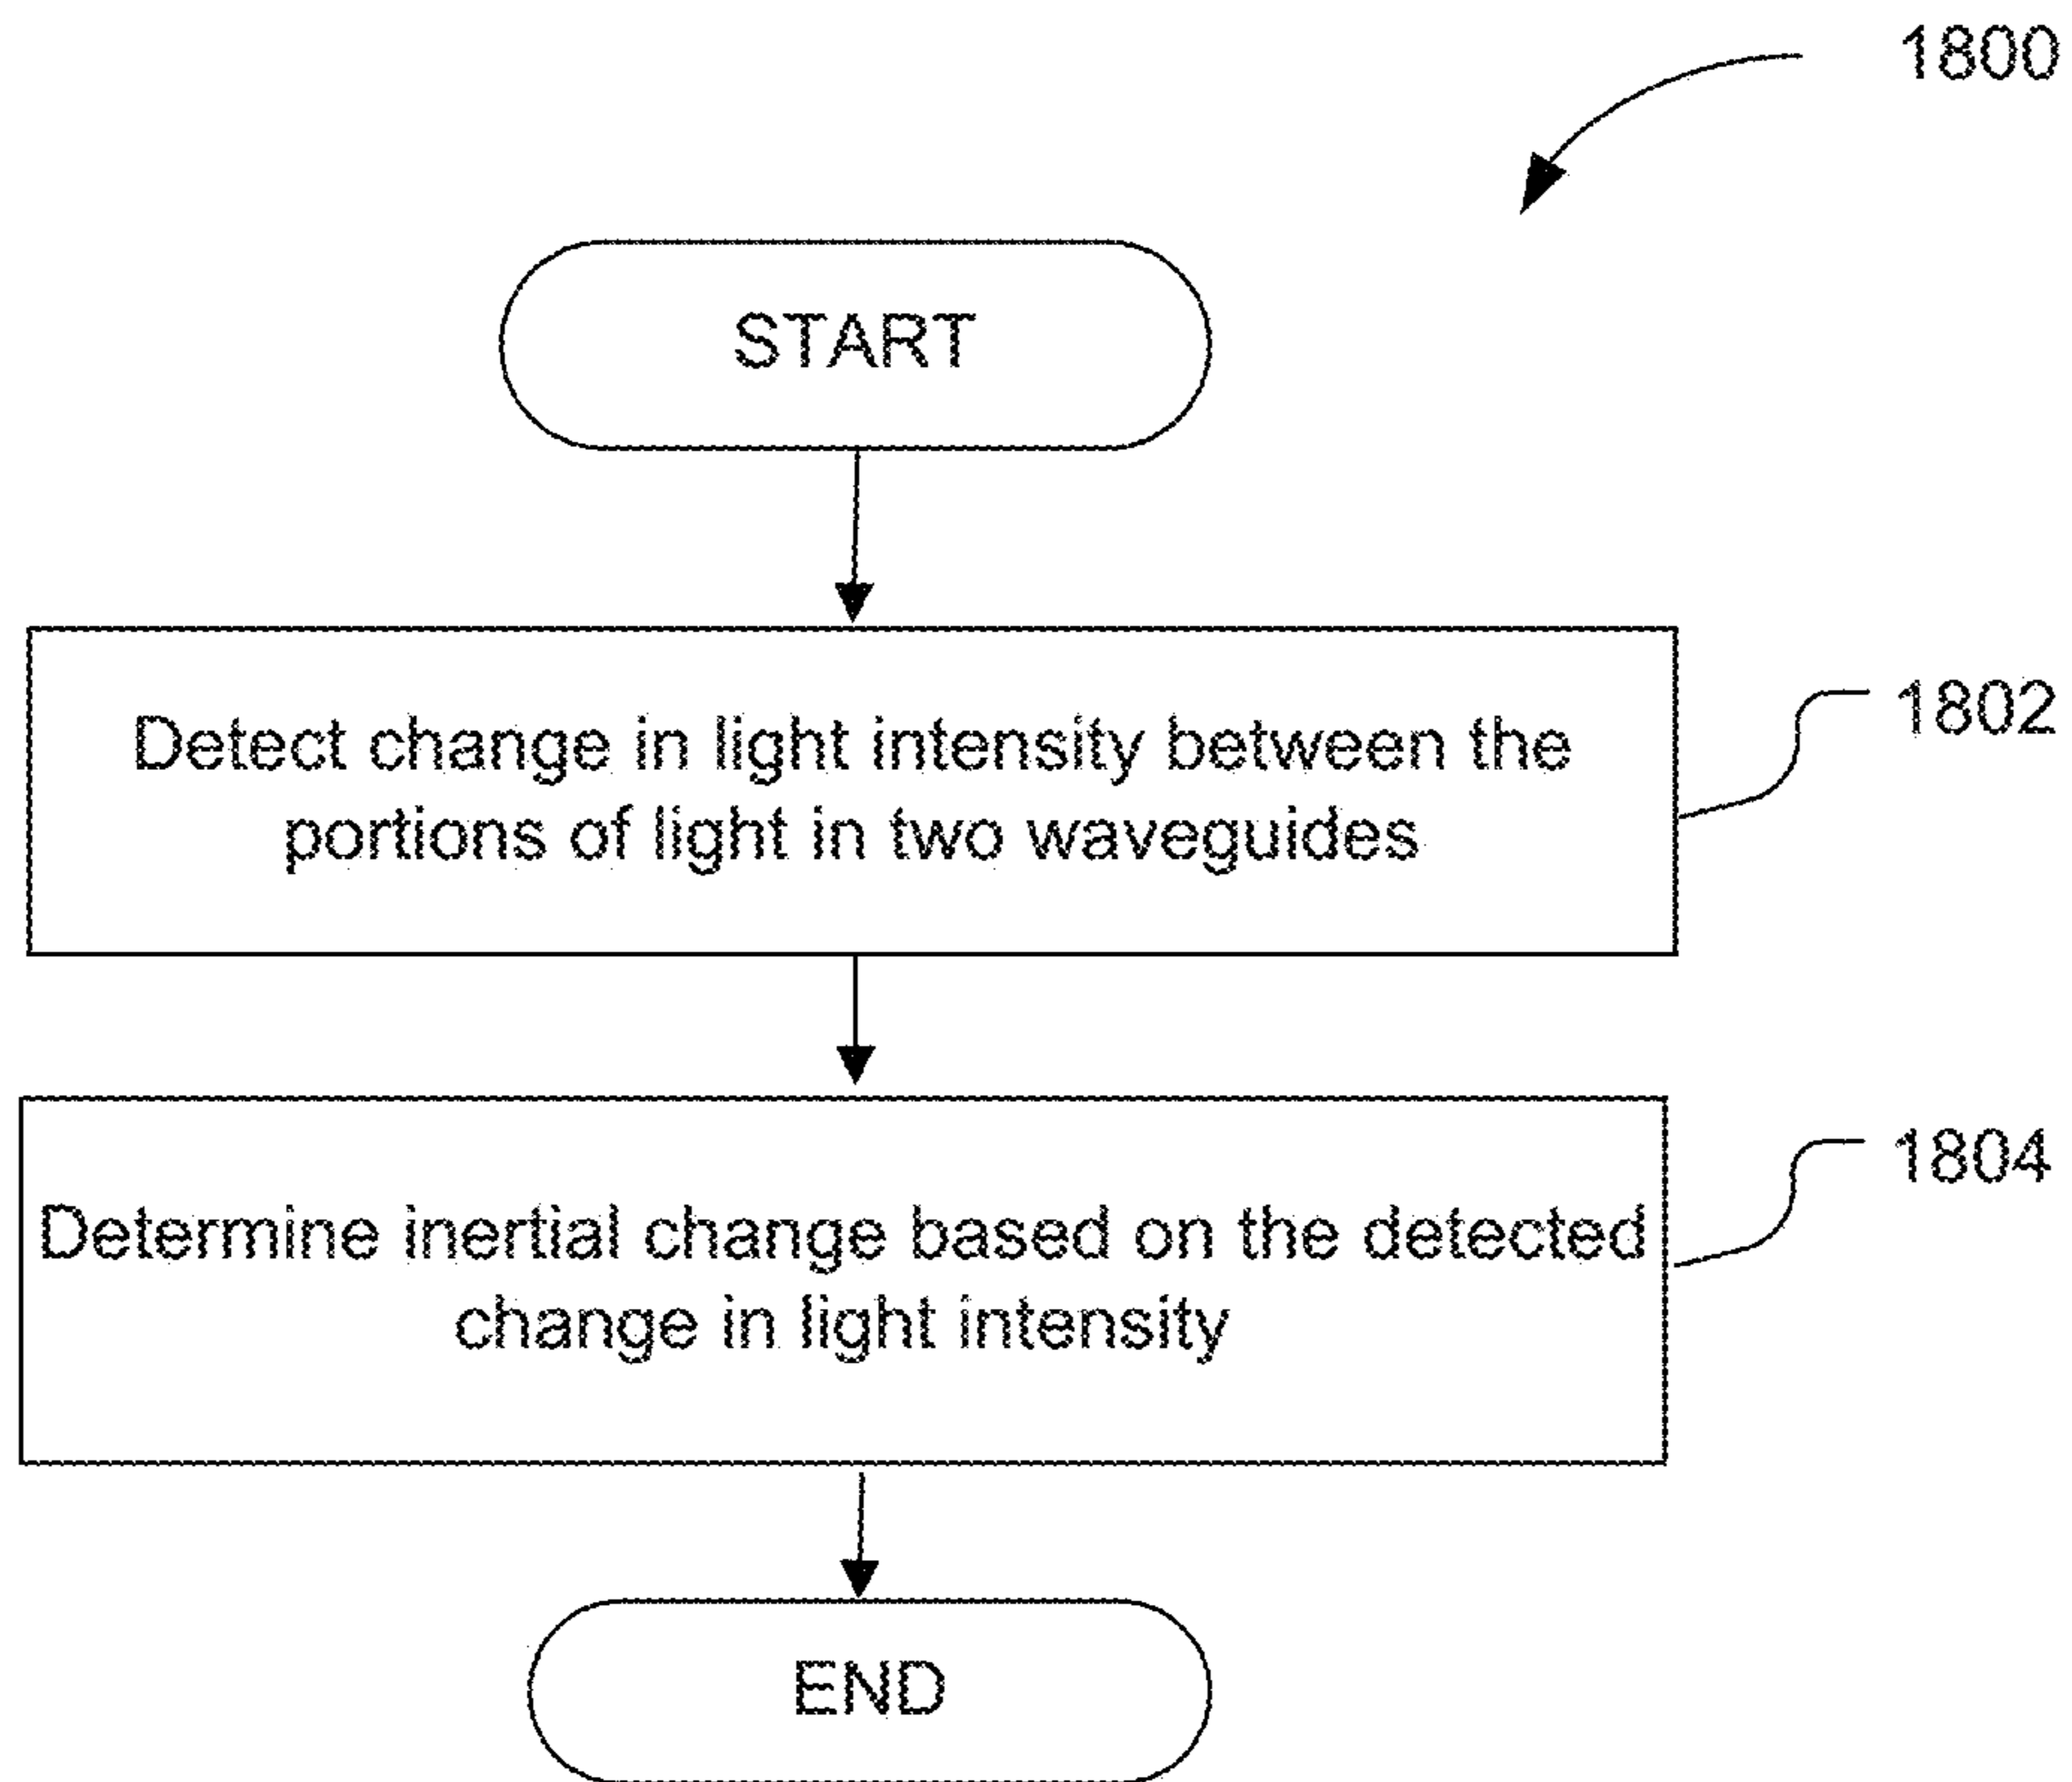 1800
START
Detect change in light intensity between the
portions of light in two waveguides
1802
Determine inertial change based on the detected
change in light intensity
1804
END